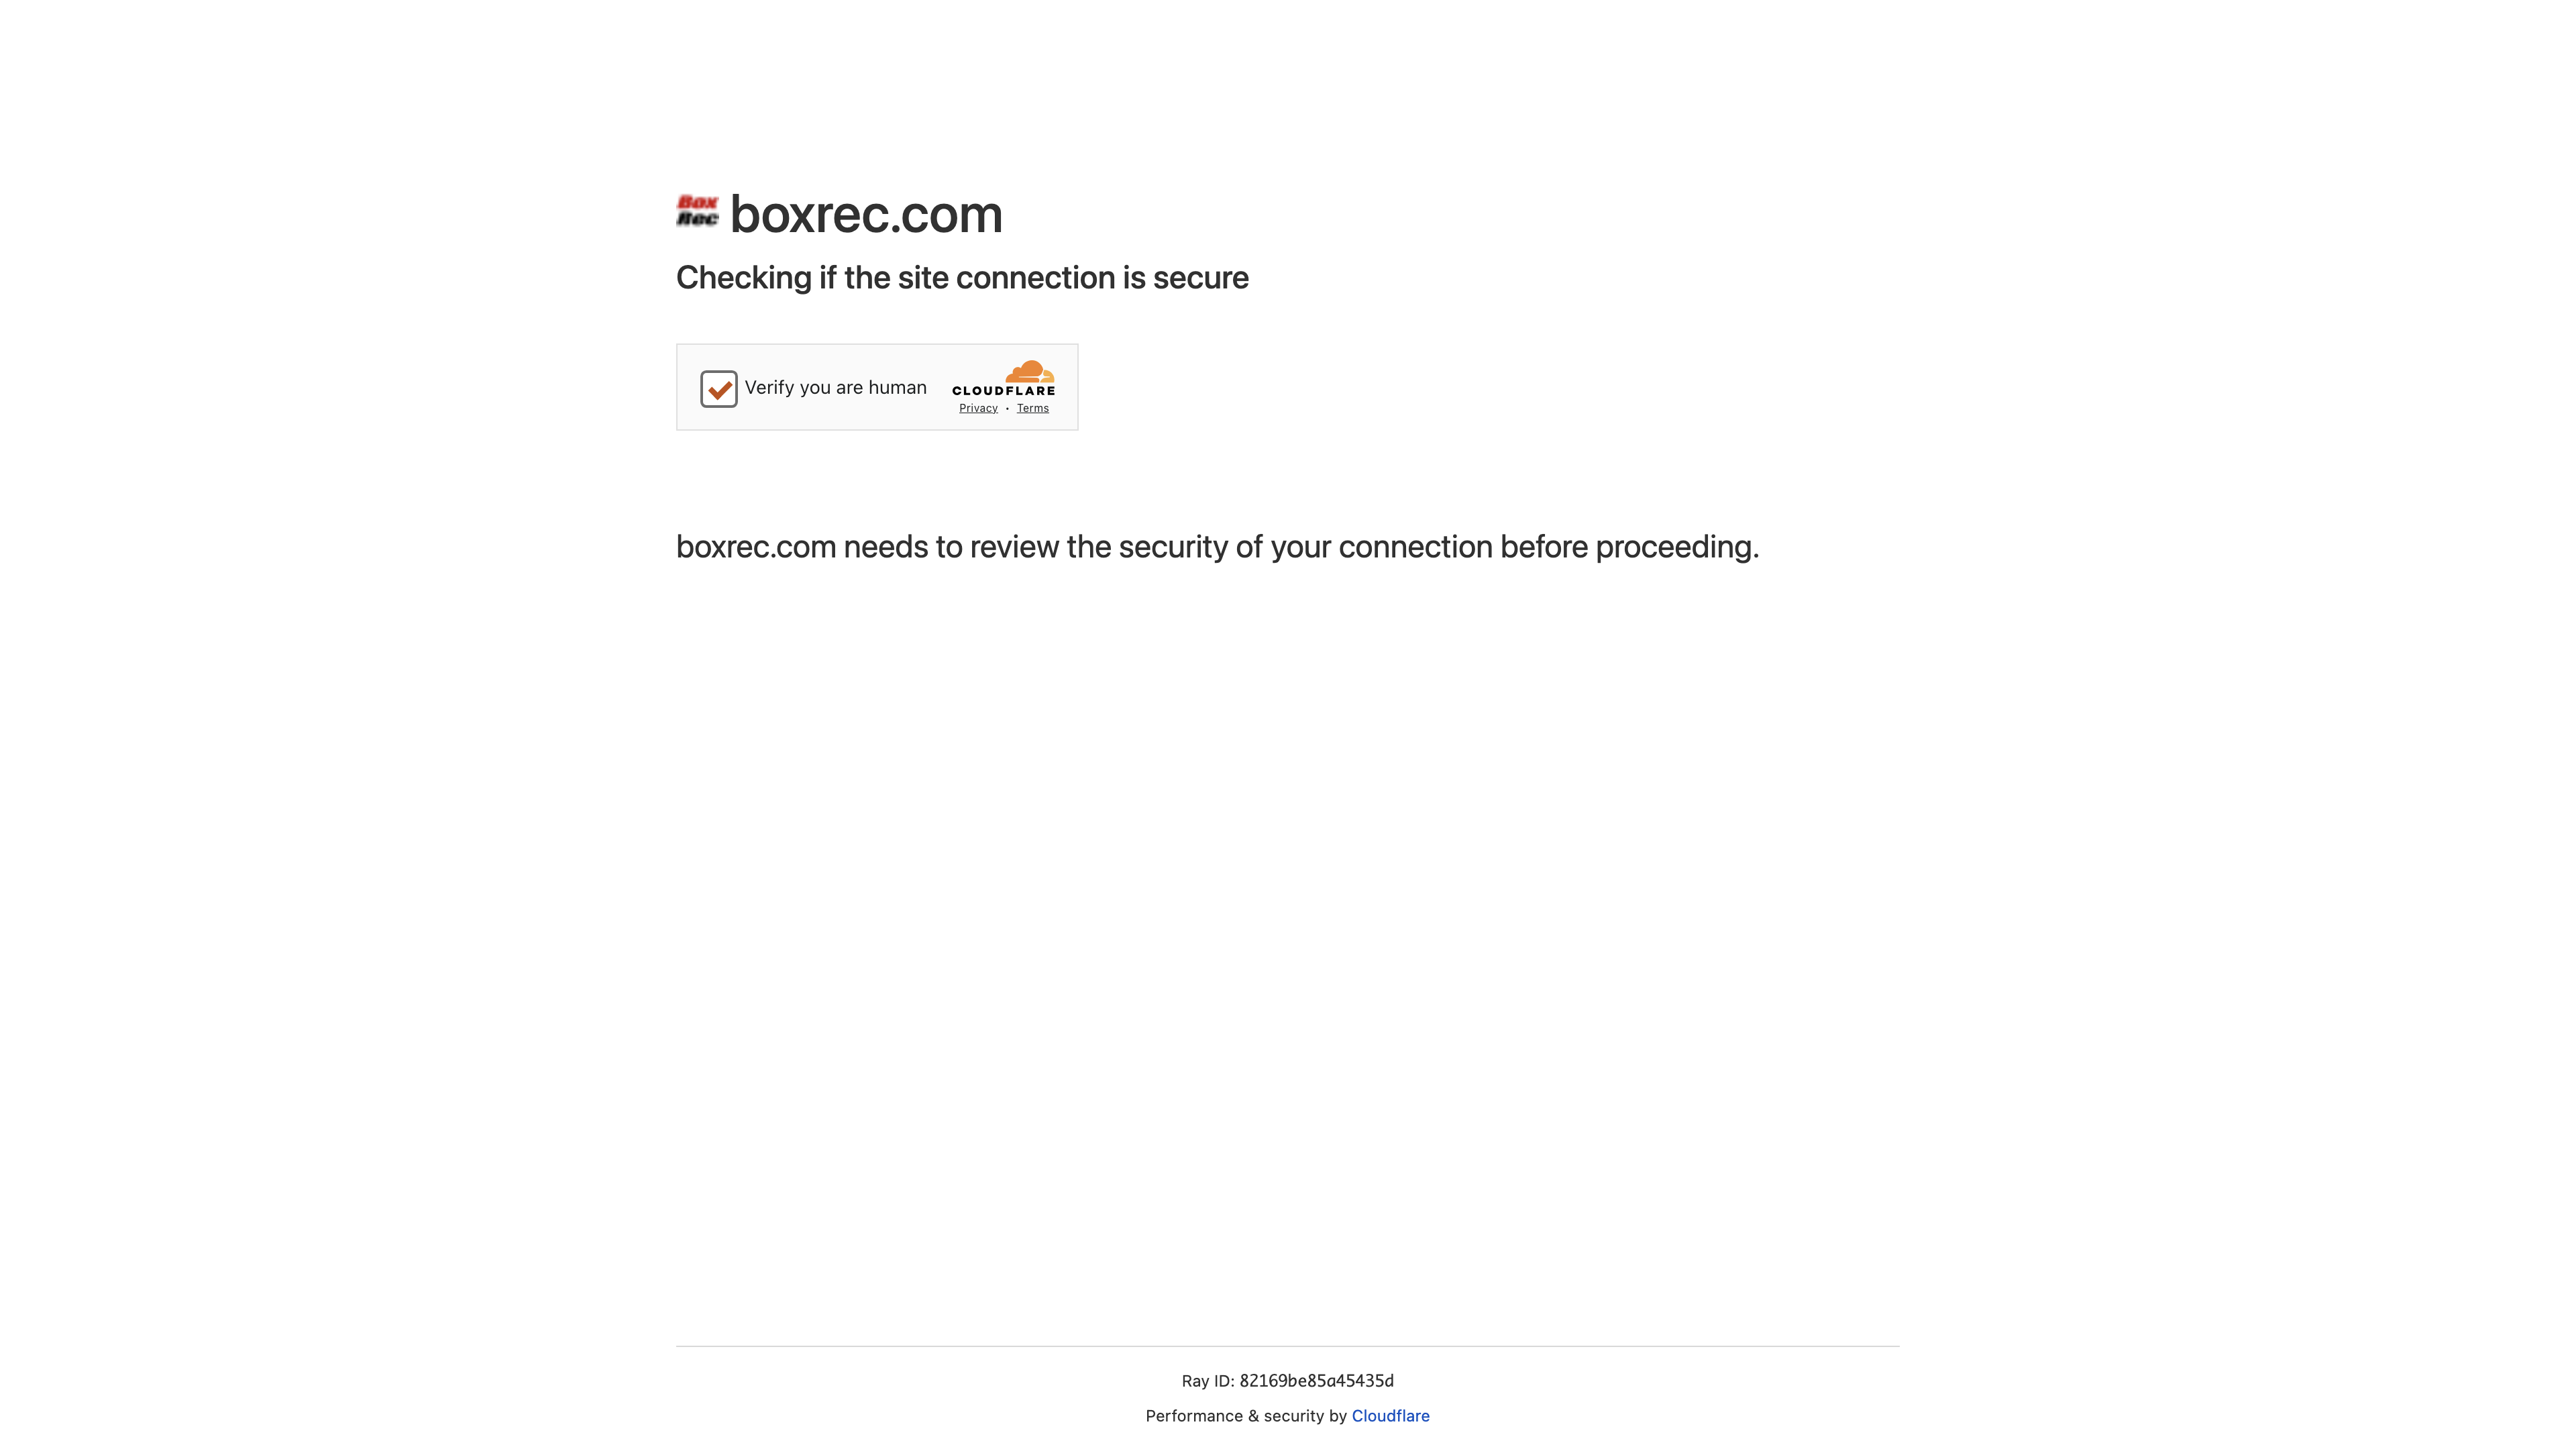 Box
Rec
boxrec.com
Checking if the site connection is secure
Verify you are human
CLOUDFLARE
Privacy • Terms
boxrec.com needs to review the security of your connection before proceeding.
Ray ID: 82169be85a45435d
Performance & security by Cloudflare